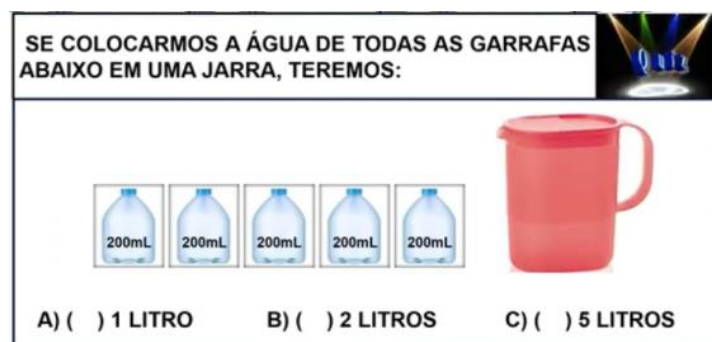 SE COLOCARMOS A ÁGUA DE TODAS AS GARRAFAS
ABAIXO EM UMA JARRA, TEREMOS:
Quiz
200mL 200mL 200mL 200mL 200mL
A) ( ) 1 LITRO B) ( ) 2 LITROS C) ( ) 5 LITROS